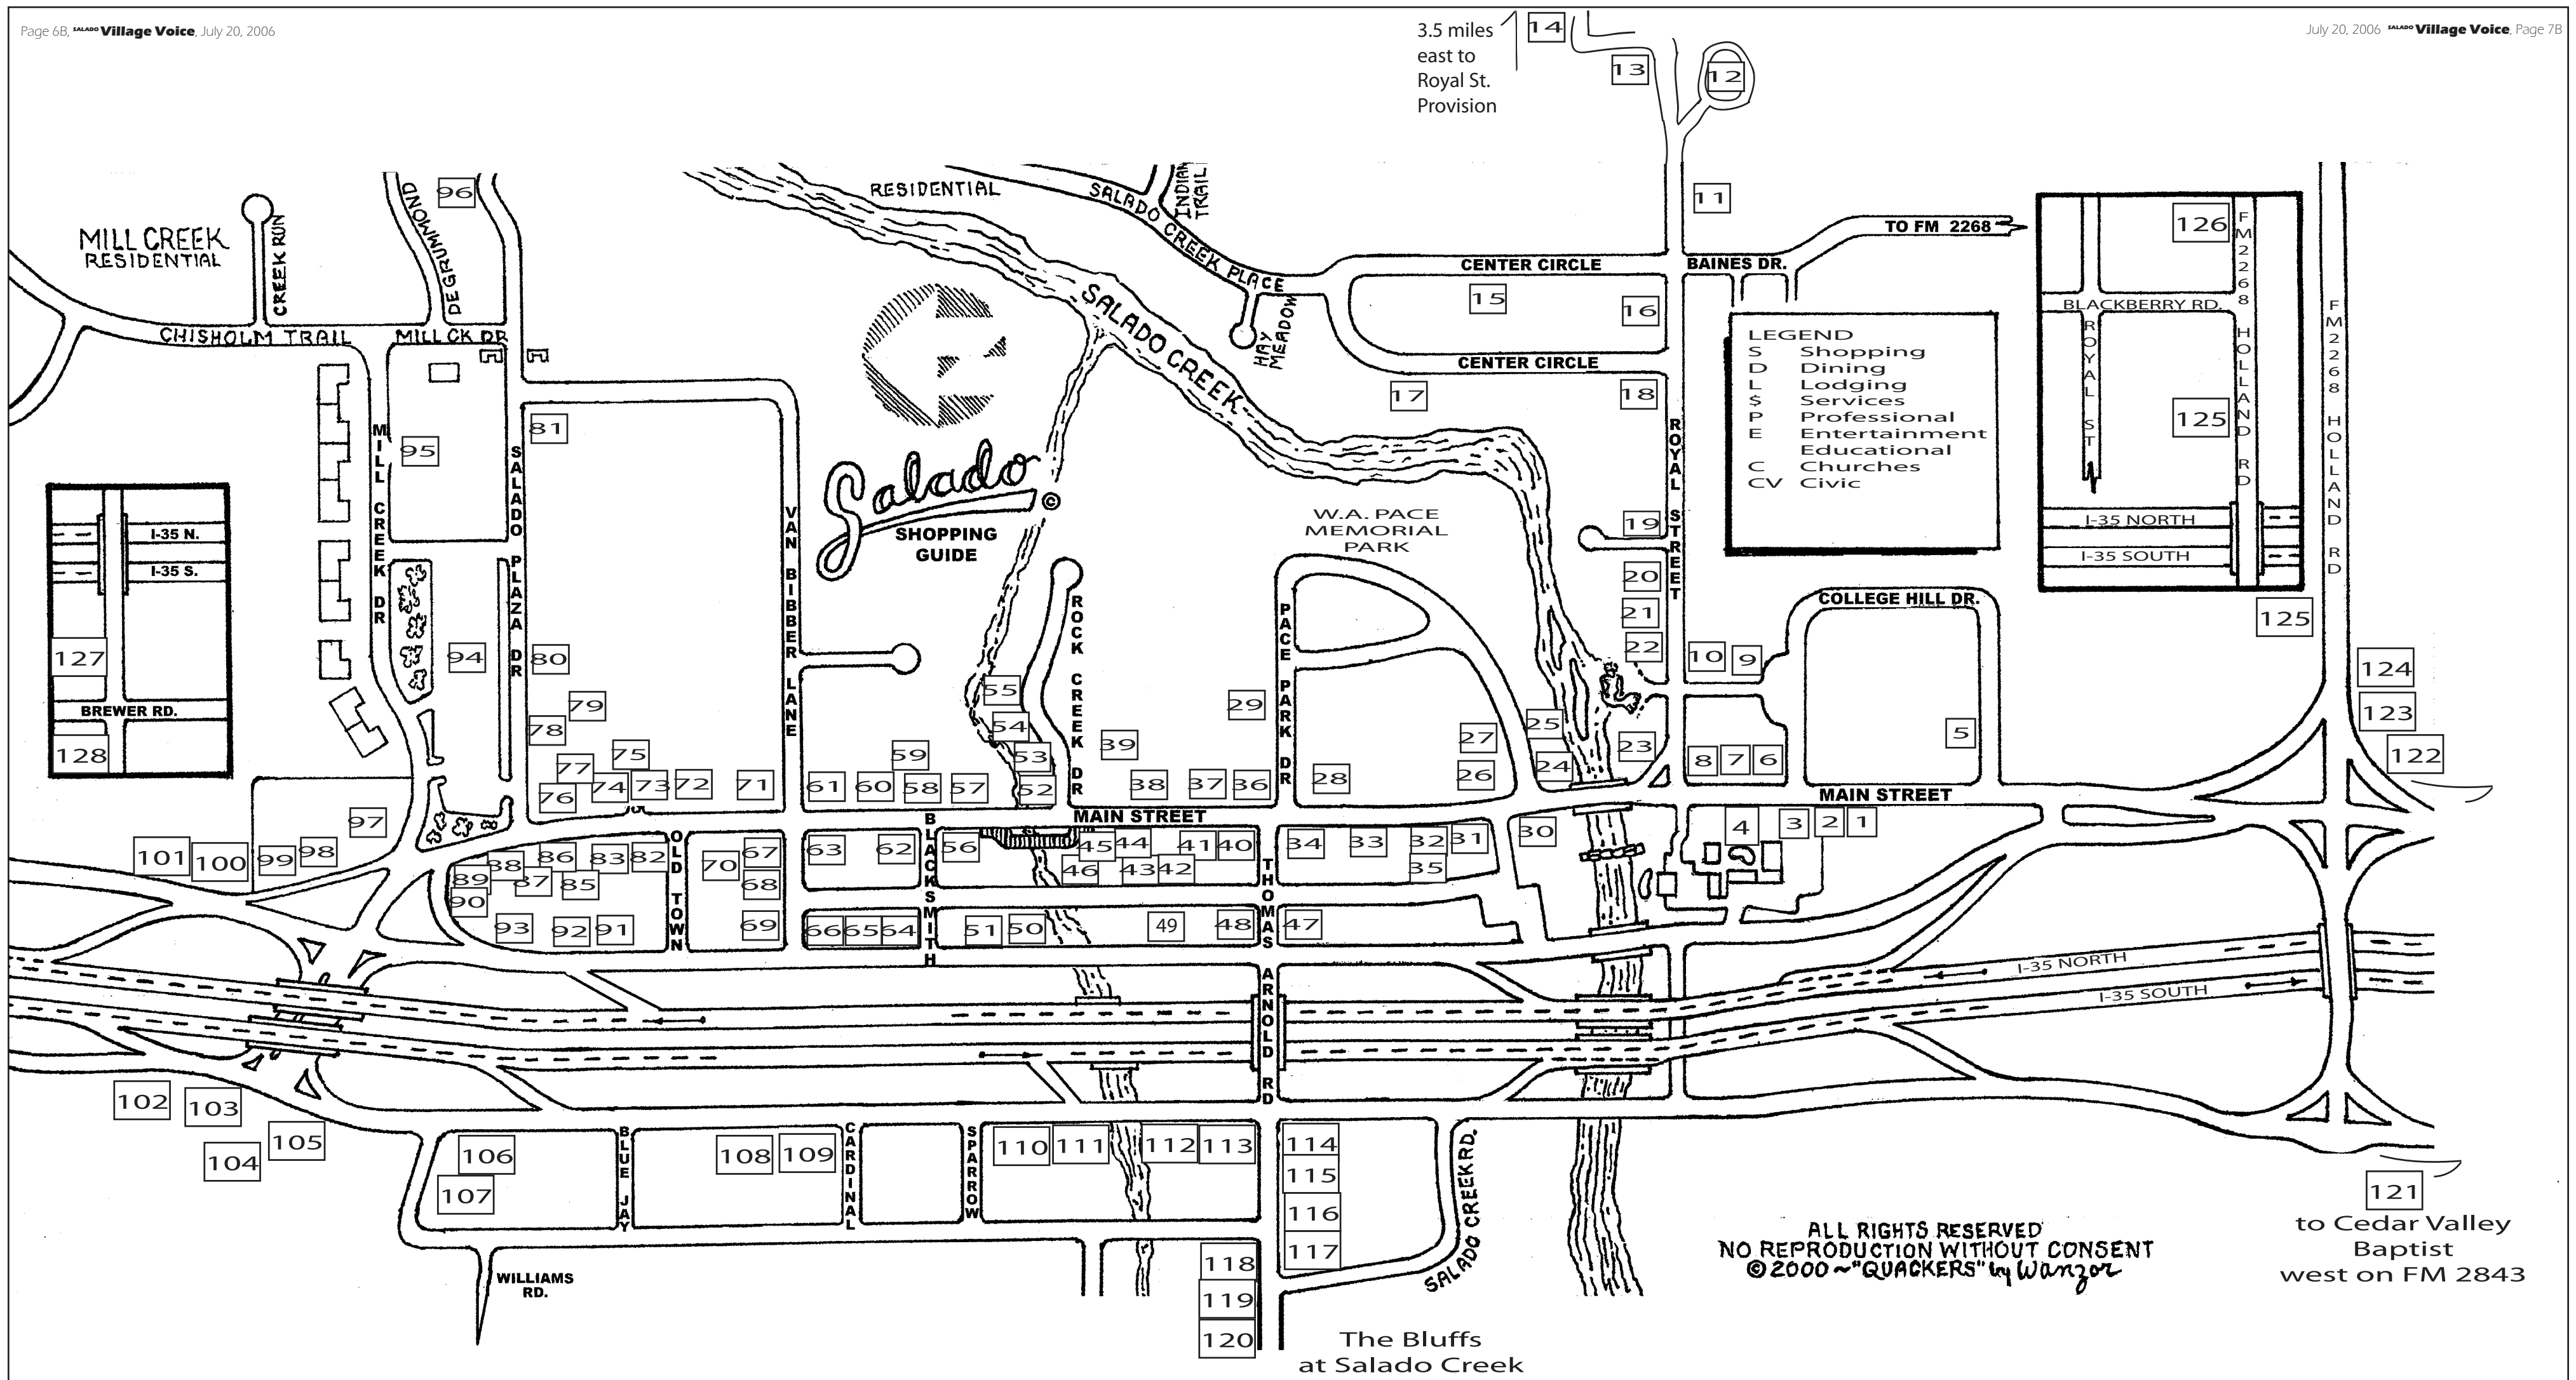 Page 6B, SALADO Village Voice, July 20, 2006
July 20, 2006 SALADO Village Voice, Page 7B
3.5 miles
east to
Royal St.
Provision
14
13
12
11
MILL CREEK
RESIDENTIAL
CREEK RUN
DEGRUMMOND
96
RESIDENTIAL
SALADO CREEK PLACE
INDIAN
TRAIL
HAY
MEADOW
CENTER CIRCLE
BAINES DR.
TO FM 2268
15
16
CENTER CIRCLE
17
18
CHISHOLM TRAIL
MILL CK DR
SALADO CREEK
126
FM2268 HOLLAND RD
BLACKBERRY RD.
ROYAL ST
125
I-35 NORTH
I-35 SOUTH
FM2268 HOLLAND RD
LEGEND
S Shopping
D Dining
L Lodging
$ Services
P Professional
E Entertainment
Educational
C Churches
CV Civic
MILL CREEK DR
95
81
SALADO PLAZA DR
VAN BIBBER LANE
Salado ©
SHOPPING
GUIDE
W.A. PACE
MEMORIAL
PARK
ROYAL STREET
19
20
21
22
10
9
COLLEGE HILL DR.
125
I-35 N.
I-35 S.
127
BREWER RD.
128
94
80
79
78
75
77
74
73
72
71
76
ROCK CREEK DR
PACE PARK DR
55
54
53
52
39
29
59
61
60
58
57
38
37
36
28
27
26
25
24
23
8
7
6
5
124
123
122
MAIN STREET
MAIN STREET
97
101
100
99
98
OLD TOWN
BLACKSMITH
THOMAS ARNOLD RD
88
86
83
82
89
87
85
90
93
92
91
70
67
68
69
63
62
56
45
44
41
40
46
43
42
34
33
32
31
35
30
4
3
2
1
66
65
64
51
50
49
48
47
I-35 NORTH
I-35 SOUTH
102
103
104
105
106
107
BLUE JAY
108
109
CARDINAL
SPARROW
110
111
112
113
114
115
116
117
118
119
120
SALADO CREEK RD.
WILLIAMS
RD.
The Bluffs
at Salado Creek
ALL RIGHTS RESERVED
NO REPRODUCTION WITHOUT CONSENT
© 2000 ~ "QUACKERS" by Wanzor
121
to Cedar Valley
Baptist
west on FM 2843